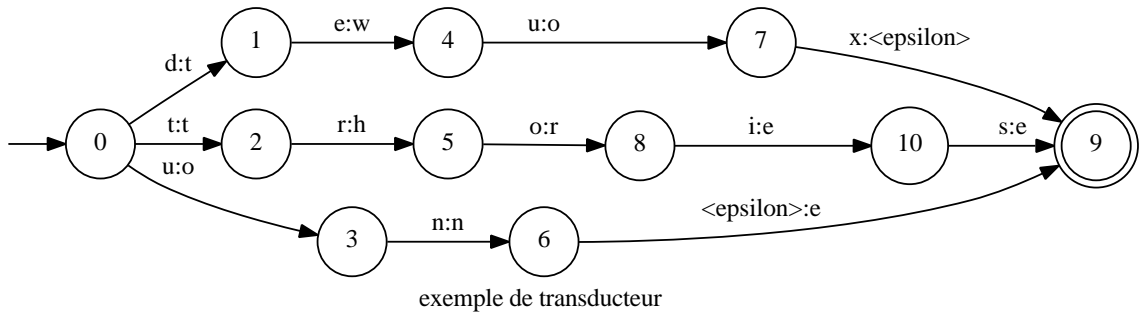 1
e:w
4
u:o
7
x:<epsilon>
d:t
0
t:t
2
r:h
5
o:r
8
i:e
10
s:e
9
u:o
3
n:n
6
<epsilon>:e
exemple de transducteur